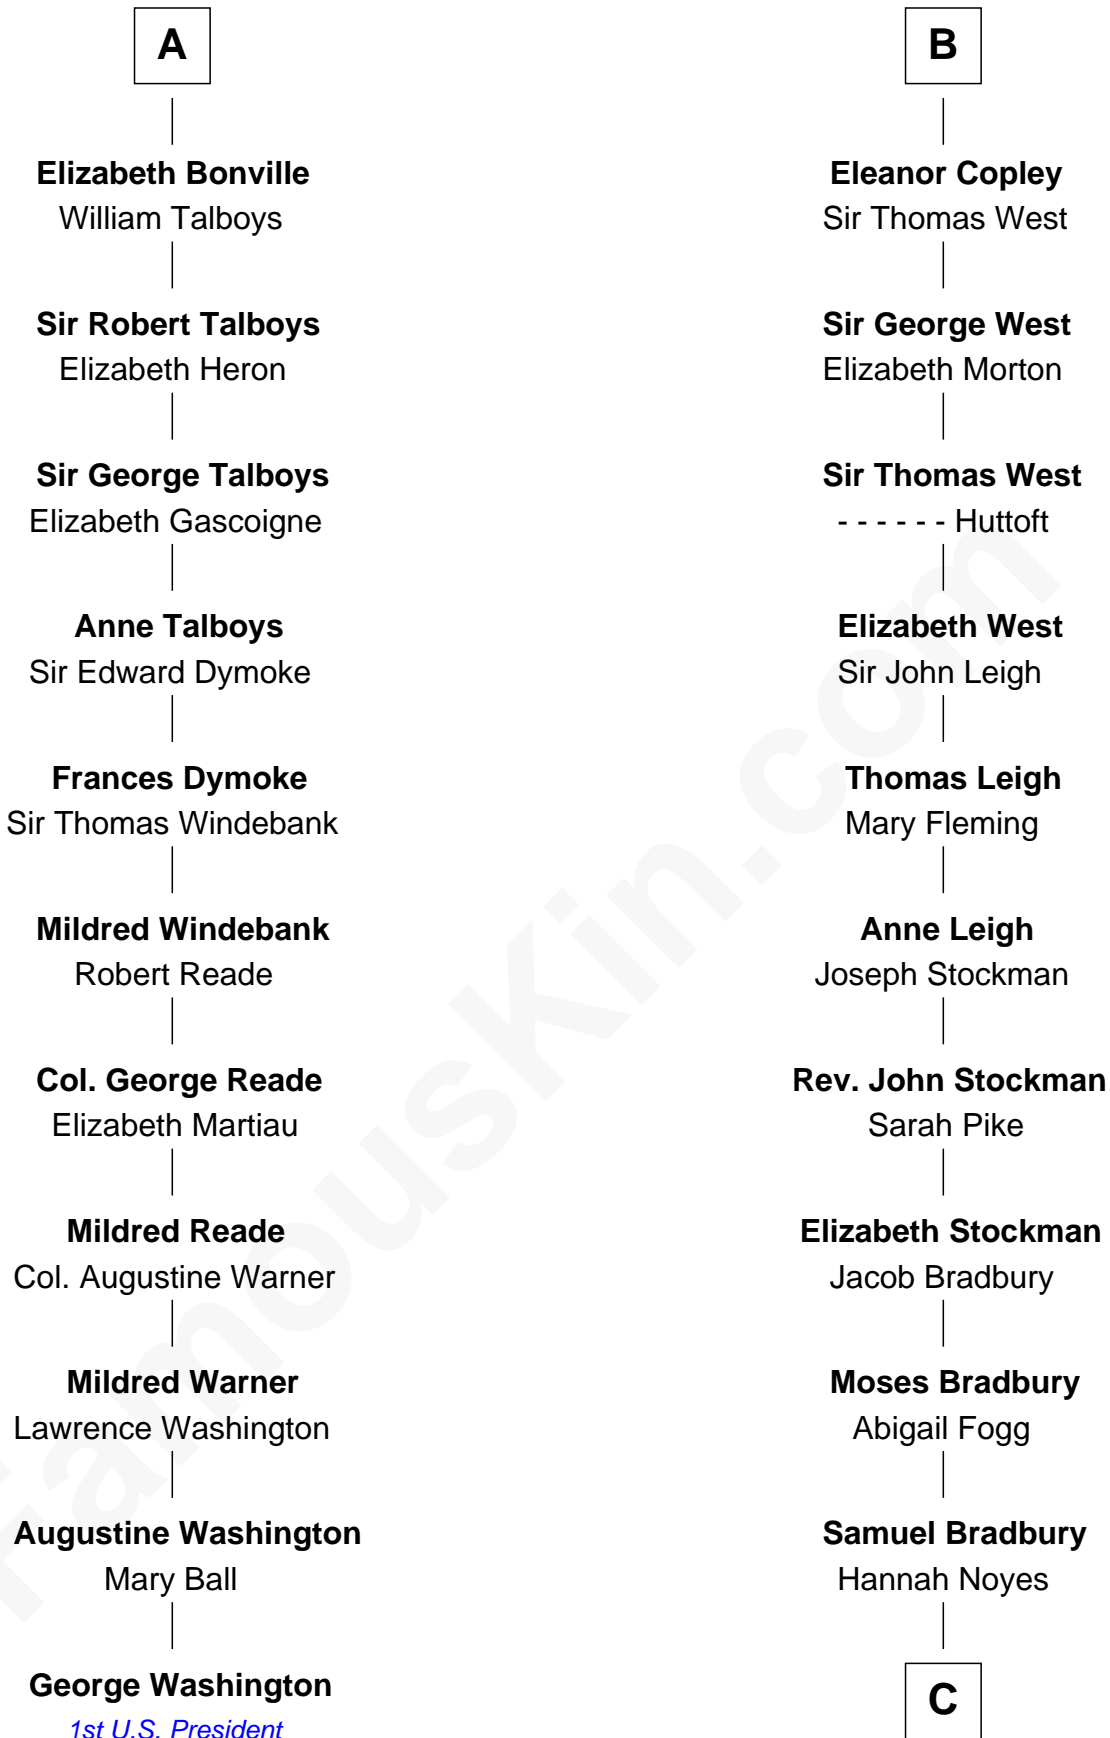 A
Elizabeth Bonville
William Talboys
Sir Robert Talboys
Elizabeth Heron
Sir George Talboys
Elizabeth Gascoigne
Anne Talboys
Sir Edward Dymoke
Frances Dymoke
Sir Thomas Windebank
Mildred Windebank
Robert Reade
Col. George Reade
Elizabeth Martiau
Mildred Reade
Col. Augustine Warner
Mildred Warner
Lawrence Washington
Augustine Washington
Mary Ball
George Washington
1st U.S. President
B
Eleanor Copley
Sir Thomas West
Sir George West
Elizabeth Morton
Sir Thomas West
- - - - - - Huttoft
Elizabeth West
Sir John Leigh
Thomas Leigh
Mary Fleming
Anne Leigh
Joseph Stockman
Rev. John Stockman
Sarah Pike
Elizabeth Stockman
Jacob Bradbury
Moses Bradbury
Abigail Fogg
Samuel Bradbury
Hannah Noyes
C
FamousKin.com